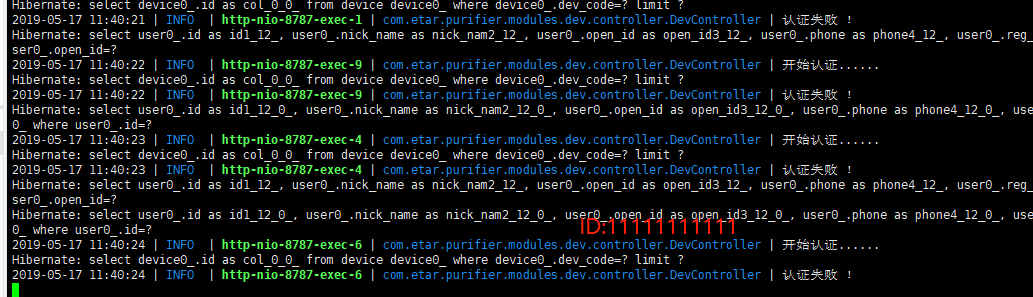 Hibernate: select device0_.id as col_0_0_ from device device0_ where device0_.dev_code=? limit ?
2019-05-17 11:40:21 | INFO  | http-nio-8787-exec-1 | com.etar.purifier.modules.dev.controller.DevController | 认证失败 !
Hibernate: select user0_.id as id1_12_, user0_.nick_name as nick_nam2_12_, user0_.open_id as open_id3_12_, user0_.phone as phone4_12_, user0_.reg_
ser0_.open_id=?
2019-05-17 11:40:22 | INFO  | http-nio-8787-exec-9 | com.etar.purifier.modules.dev.controller.DevController | 开始认证......
Hibernate: select device0_.id as col_0_0_ from device device0_ where device0_.dev_code=? limit ?
2019-05-17 11:40:22 | INFO  | http-nio-8787-exec-9 | com.etar.purifier.modules.dev.controller.DevController | 认证失败 !
Hibernate: select user0_.id as id1_12_0_, user0_.nick_name as nick_nam2_12_0_, user0_.open_id as open_id3_12_0_, user0_.phone as phone4_12_0_, use
0_ where user0_.id=?
2019-05-17 11:40:23 | INFO  | http-nio-8787-exec-4 | com.etar.purifier.modules.dev.controller.DevController | 开始认证......
Hibernate: select device0_.id as col_0_0_ from device device0_ where device0_.dev_code=? limit ?
2019-05-17 11:40:23 | INFO  | http-nio-8787-exec-4 | com.etar.purifier.modules.dev.controller.DevController | 认证失败 !
Hibernate: select user0_.id as id1_12_, user0_.nick_name as nick_nam2_12_, user0_.open_id as open_id3_12_, user0_.phone as phone4_12_, user0_.reg_
ser0_.open_id=?
Hibernate: select user0_.id as id1_12_0_, user0_.nick_name as nick_nam2_12_0_, user0_.open_id as open_id3_12_0_, user0_.phone as phone4_12_0_, use
ID:11111111111
0_ where user0_.id=?
2019-05-17 11:40:24 | INFO  | http-nio-8787-exec-6 | com.etar.purifier.modules.dev.controller.DevController | 开始认证......
Hibernate: select device0_.id as col_0_0_ from device device0_ where device0_.dev_code=? limit ?
2019-05-17 11:40:24 | INFO  | http-nio-8787-exec-6 | com.etar.purifier.modules.dev.controller.DevController | 认证失败 !